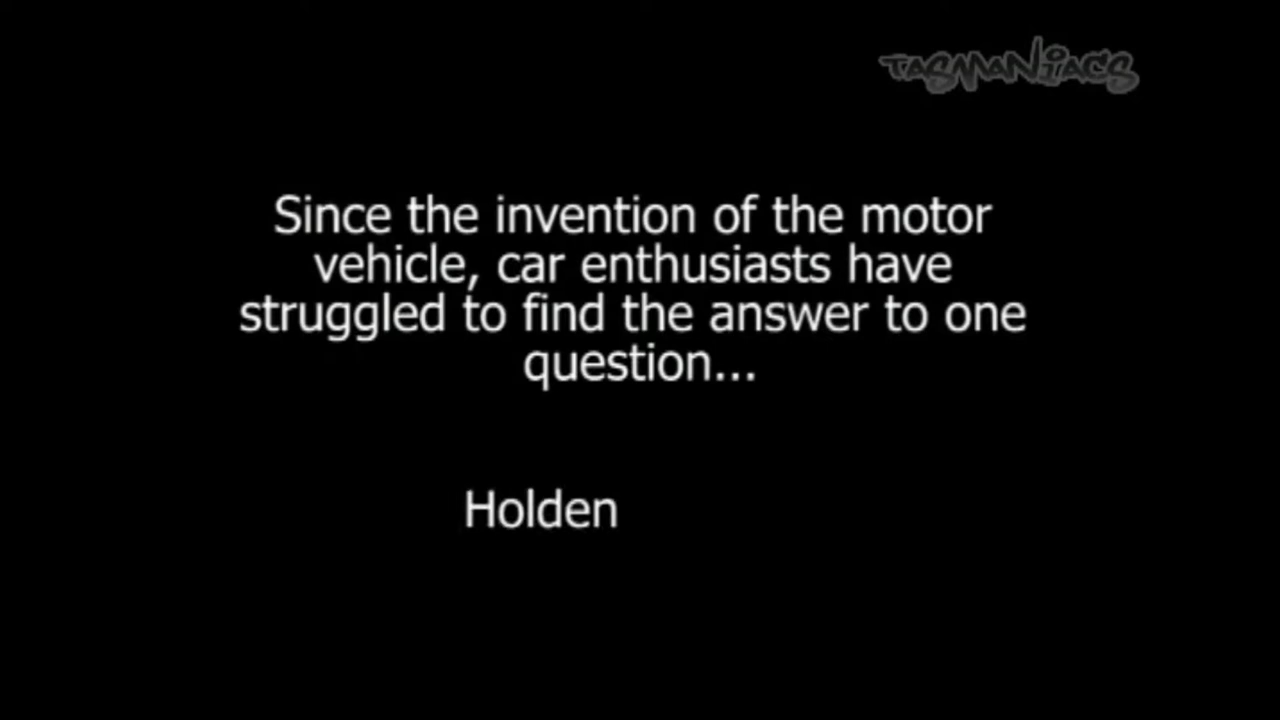 TASMANIACS
Since the invention of the motor
vehicle, car enthusiasts have
struggled to find the answer to one
question...
Holden